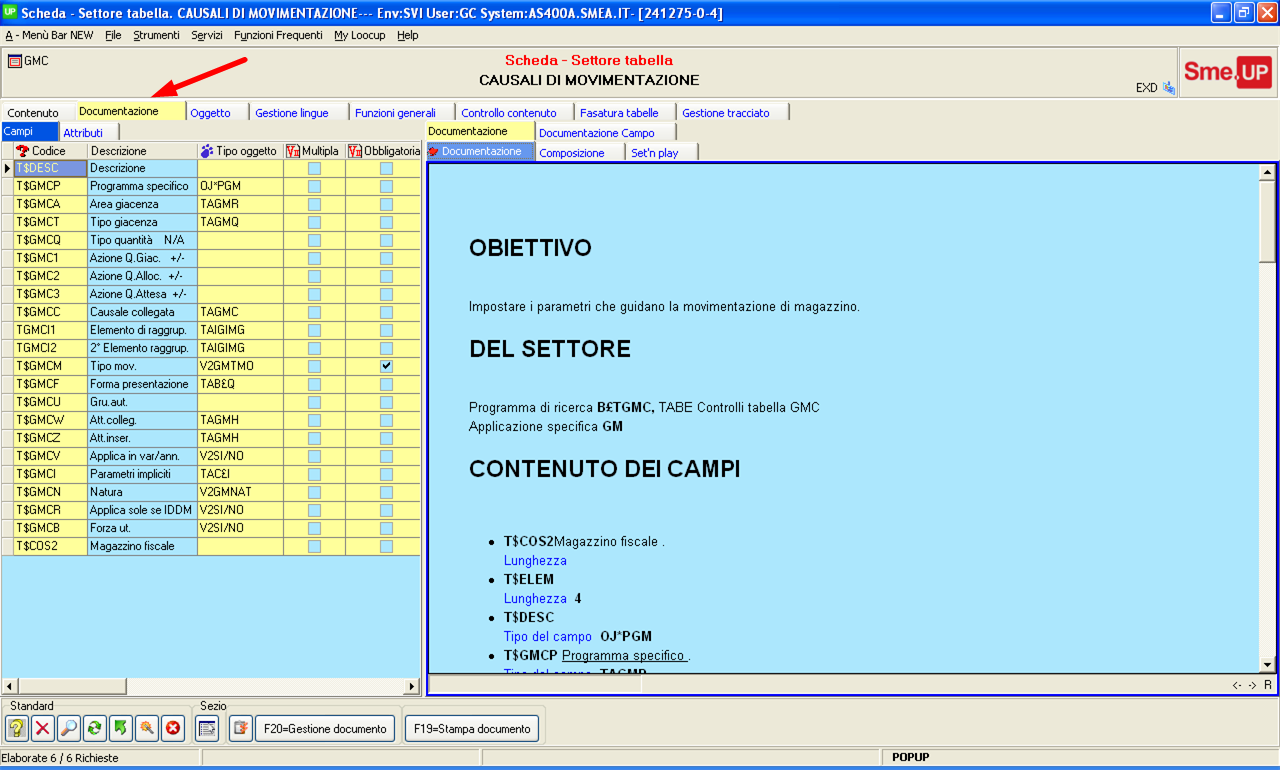 UP Scheda - Settore tabella. CAUSALI DI MOVIMENTAZIONE--- Env:SVI User:GC System:AS400A.SMEA.IT- [241275-0-4]
A - Menù Bar NEW File Strumenti Servizi Funzioni Frequenti My Loocup Help
GMC
Scheda - Settore tabella
CAUSALI DI MOVIMENTAZIONE
EXD
Sme.UP
Contenuto Documentazione Oggetto Gestione lingue Funzioni generali Controllo contenuto Fasatura tabelle Gestione tracciato
Campi Attributi
Codice Descrizione Tipo oggetto Multipla Obbligatoria
T$DESC Descrizione
T$GMCP Programma specifico OJ*PGM
T$GMCA Area giacenza TAGMR
T$GMCT Tipo giacenza TAGMQ
T$GMCQ Tipo quantità N/A
T$GMC1 Azione Q.Giac. +/-
T$GMC2 Azione Q.Alloc. +/-
T$GMC3 Azione Q.Attesa +/-
T$GMCC Causale collegata TAGMC
TGMCI1 Elemento di raggrup. TAIGIMG
TGMCI2 2° Elemento raggrup. TAIGIMG
T$GMCM Tipo mov. V2GMTMO
T$GMCF Forma presentazione TAB£Q
T$GMCU Gru.aut.
T$GMCW Att.colleg. TAGMH
T$GMCZ Att.inser. TAGMH
T$GMCV Applica in var/ann. V2SI/NO
T$GMCI Parametri impliciti TAC£I
T$GMCN Natura V2GMNAT
T$GMCR Applica sole se IDDM V2SI/NO
T$GMCB Forza ut. V2SI/NO
T$COS2 Magazzino fiscale
Documentazione Documentazione Campo
Documentazione Composizione Set'n play
OBIETTIVO
Impostare i parametri che guidano la movimentazione di magazzino.
DEL SETTORE
Programma di ricerca B£TGMC, TABE Controlli tabella GMC
Applicazione specifica GM
CONTENUTO DEI CAMPI
• T$COS2Magazzino fiscale .
Lunghezza
• T$ELEM
Lunghezza 4
• T$DESC
Tipo del campo OJ*PGM
• T$GMCP Programma specifico .
Tipo del campo TAGMR
<- -> R
Standard Sezio
F20=Gestione documento F19=Stampa documento
Elaborate 6 / 6 Richieste POPUP